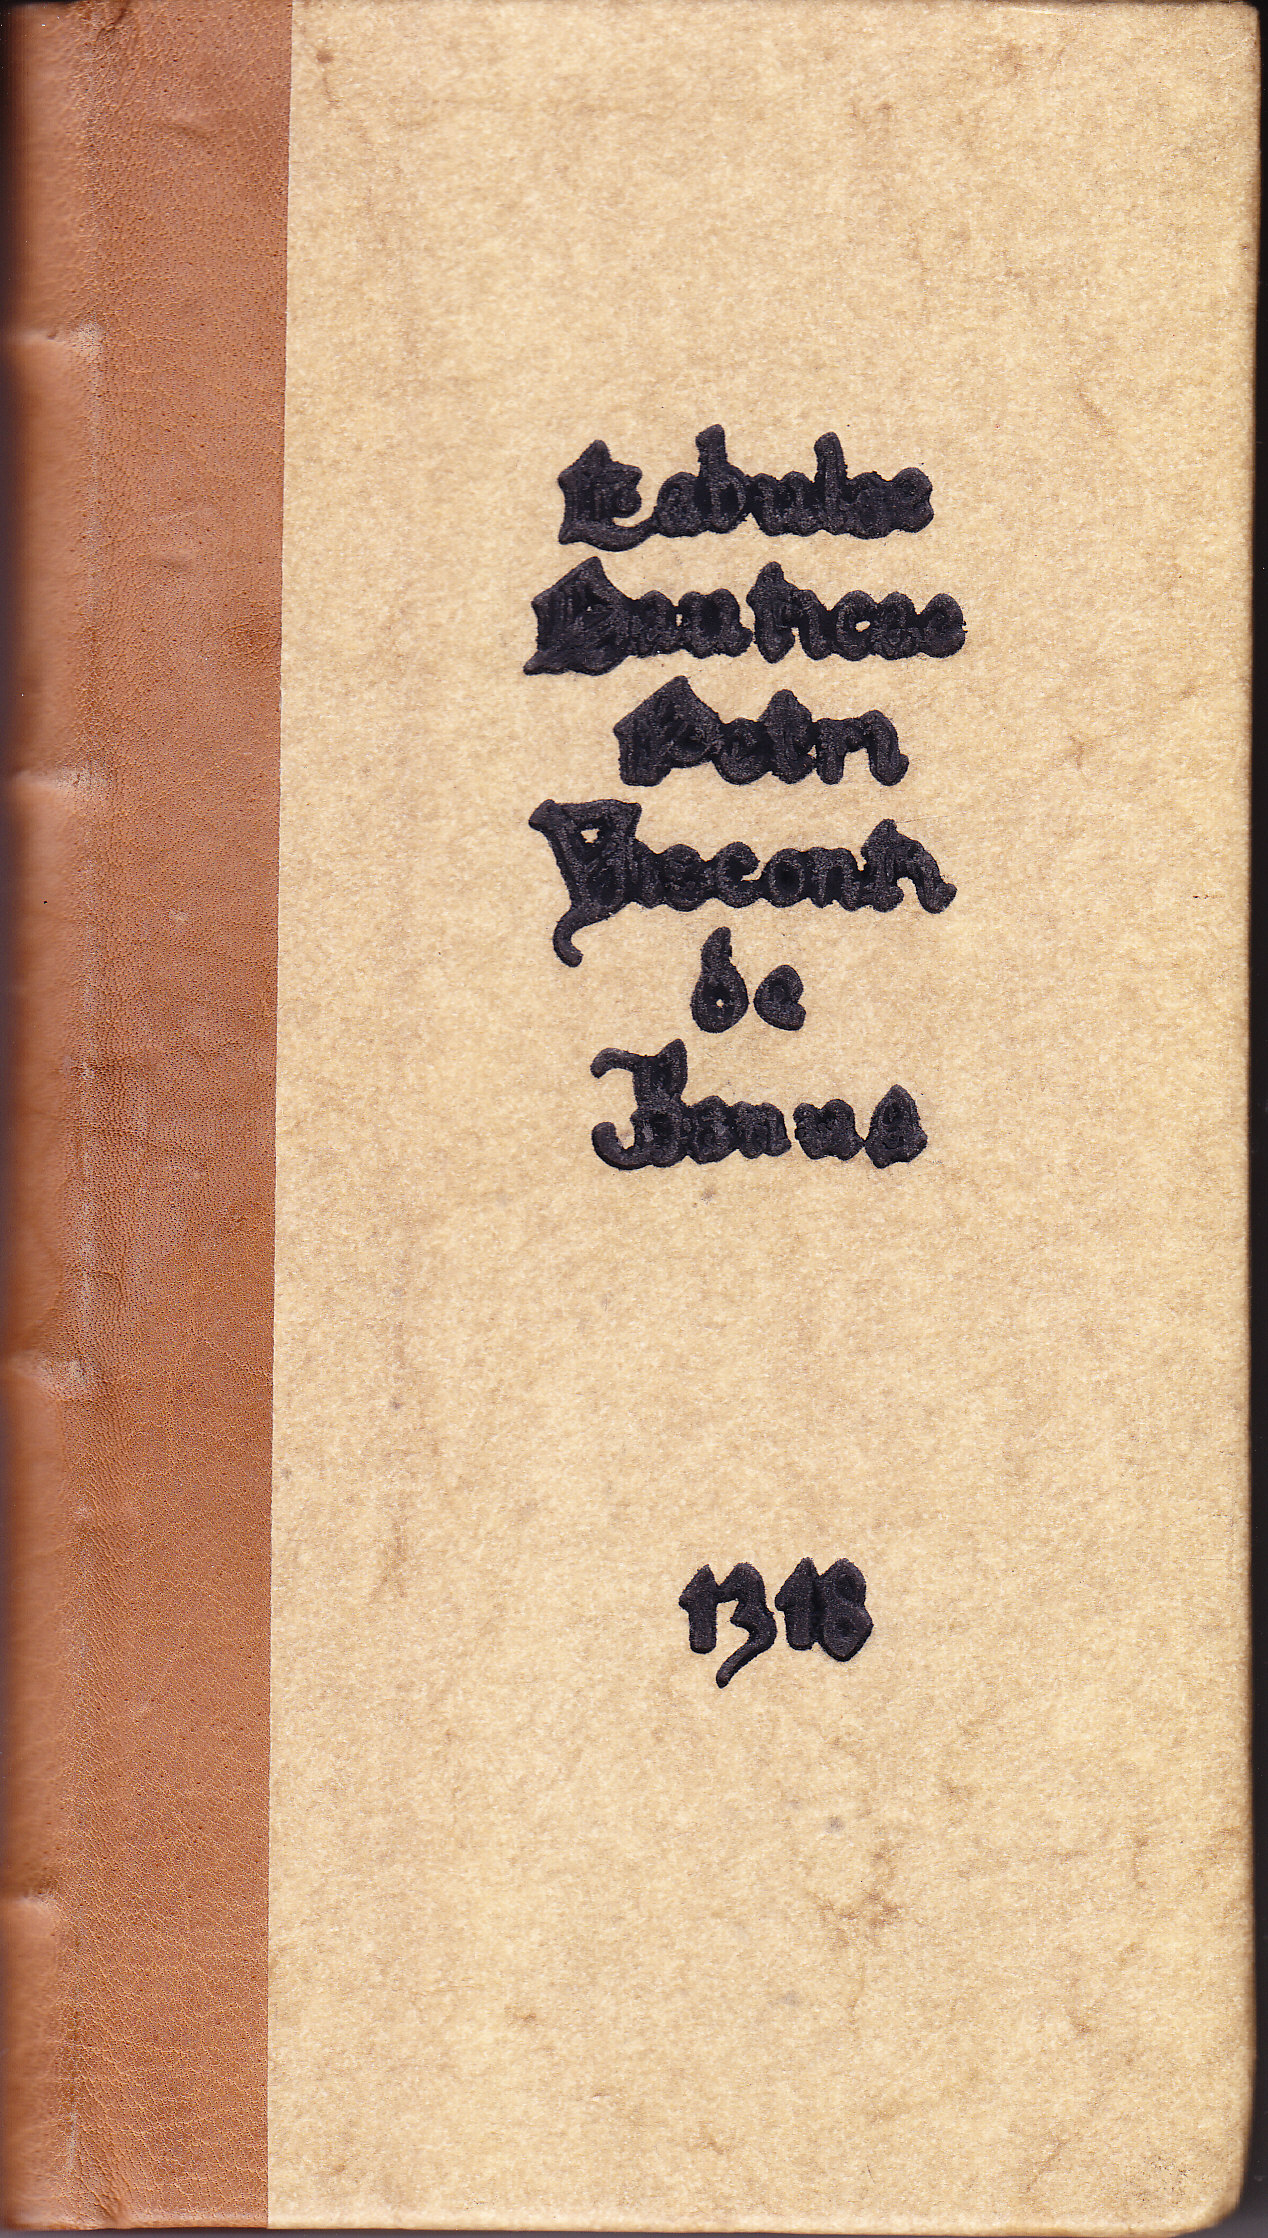 Tabulae
Nauticae
Petri
Visconti
de
Janua
1318